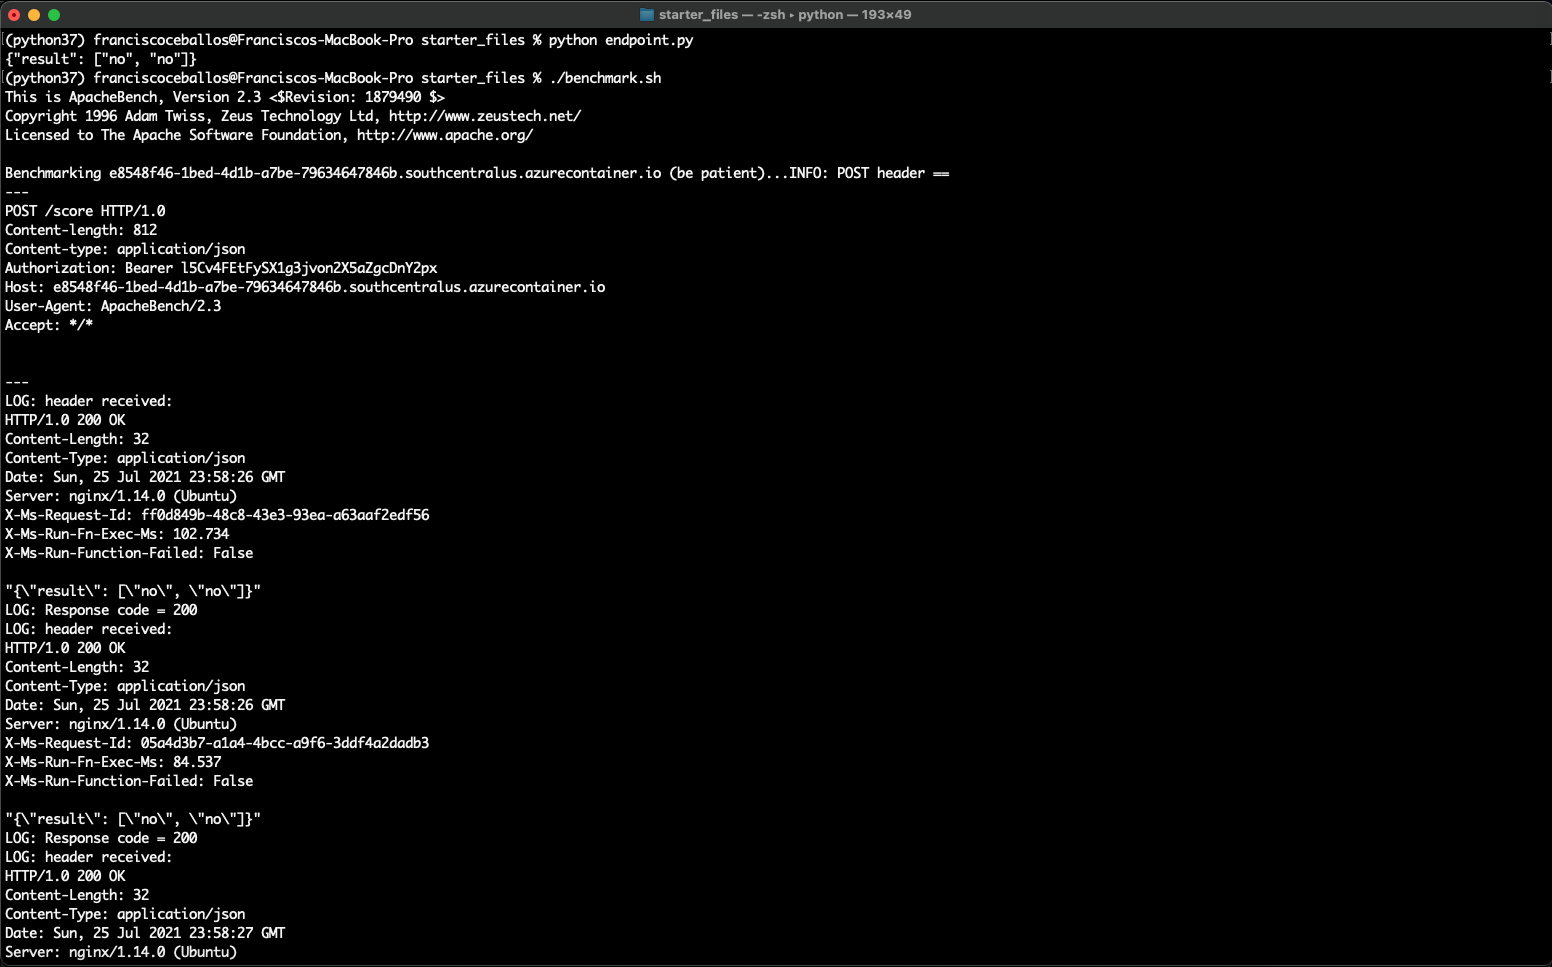 starter_files — -zsh ▸ python — 193×49
(python37) franciscoceballos@Franciscos-MacBook-Pro starter_files % python endpoint.py
{"result": ["no", "no"]}
(python37) franciscoceballos@Franciscos-MacBook-Pro starter_files % ./benchmark.sh
This is ApacheBench, Version 2.3 <$Revision: 1879490 $>
Copyright 1996 Adam Twiss, Zeus Technology Ltd, http://www.zeustech.net/
Licensed to The Apache Software Foundation, http://www.apache.org/
Benchmarking e8548f46-1bed-4d1b-a7be-79634647846b.southcentralus.azurecontainer.io (be patient)...INFO: POST header ==
---
POST /score HTTP/1.0
Content-length: 812
Content-type: application/json
Authorization: Bearer l5Cv4FEtFySX1g3jvon2X5aZgcDnY2px
Host: e8548f46-1bed-4d1b-a7be-79634647846b.southcentralus.azurecontainer.io
User-Agent: ApacheBench/2.3
Accept: */*
---
LOG: header received:
HTTP/1.0 200 OK
Content-Length: 32
Content-Type: application/json
Date: Sun, 25 Jul 2021 23:58:26 GMT
Server: nginx/1.14.0 (Ubuntu)
X-Ms-Request-Id: ff0d849b-48c8-43e3-93ea-a63aaf2edf56
X-Ms-Run-Fn-Exec-Ms: 102.734
X-Ms-Run-Function-Failed: False
"{\"result\": [\"no\", \"no\"]}"
LOG: Response code = 200
LOG: header received:
HTTP/1.0 200 OK
Content-Length: 32
Content-Type: application/json
Date: Sun, 25 Jul 2021 23:58:26 GMT
Server: nginx/1.14.0 (Ubuntu)
X-Ms-Request-Id: 05a4d3b7-a1a4-4bcc-a9f6-3ddf4a2dadb3
X-Ms-Run-Fn-Exec-Ms: 84.537
X-Ms-Run-Function-Failed: False
"{\"result\": [\"no\", \"no\"]}"
LOG: Response code = 200
LOG: header received:
HTTP/1.0 200 OK
Content-Length: 32
Content-Type: application/json
Date: Sun, 25 Jul 2021 23:58:27 GMT
Server: nginx/1.14.0 (Ubuntu)